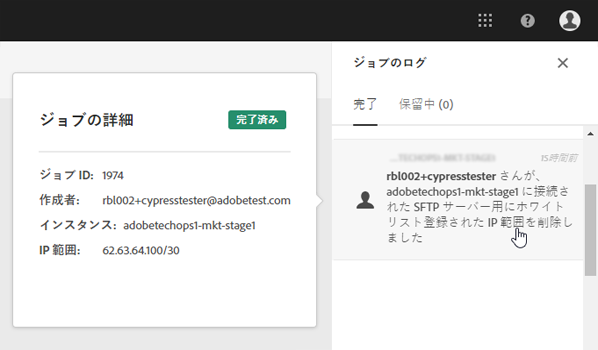 ジョブの詳細
完了済み
ジョブ ID: 1974
作成者: rbl002+cypresstester@adobetest.com
インスタンス: adobetechops1-mkt-stage1
IP 範囲: 62.63.64.100/30
ジョブのログ
完了
保留中 (0)
15時間前
rbl002+cypresstester さんが、
adobetechops1-mkt-stage1 に接続さ
れた SFTP サーバー用にホワイト
リスト登録された IP 範囲を削除し
ました